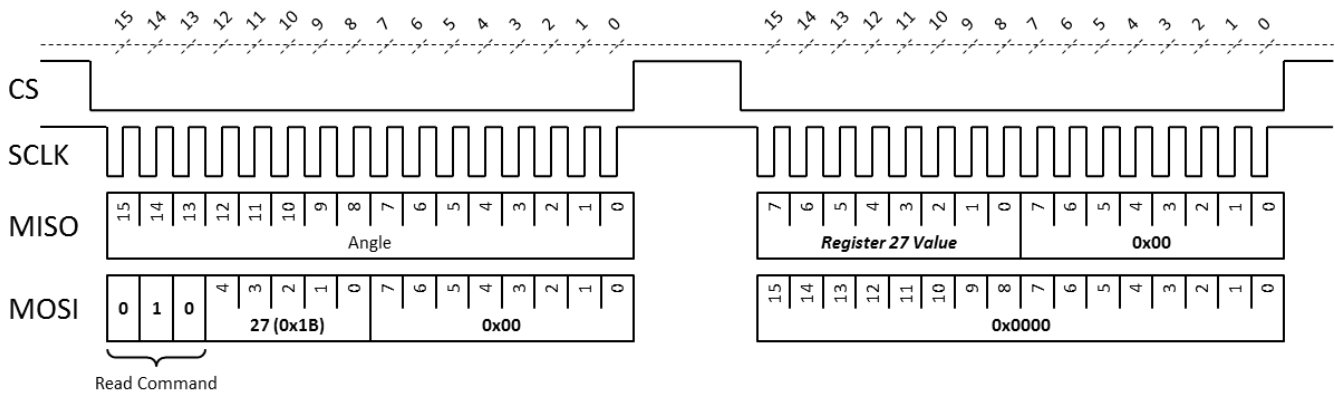 15 14 13 12 11 10 9 8 7 6 5 4 3 2 1 0 15 14 13 12 11 10 9 8 7 6 5 4 3 2 1 0
CS
SCLK
MISO 15 14 13 12 11 10 9 8 7 6 5 4 3 2 1 0 7 6 5 4 3 2 1 0 7 6 5 4 3 2 1 0
Angle Register 27 Value 0x00
MOSI 0 1 0 4 3 2 1 0 7 6 5 4 3 2 1 0 15 14 13 12 11 10 9 8 7 6 5 4 3 2 1 0
27 (0x1B) 0x00 0x0000
Read Command